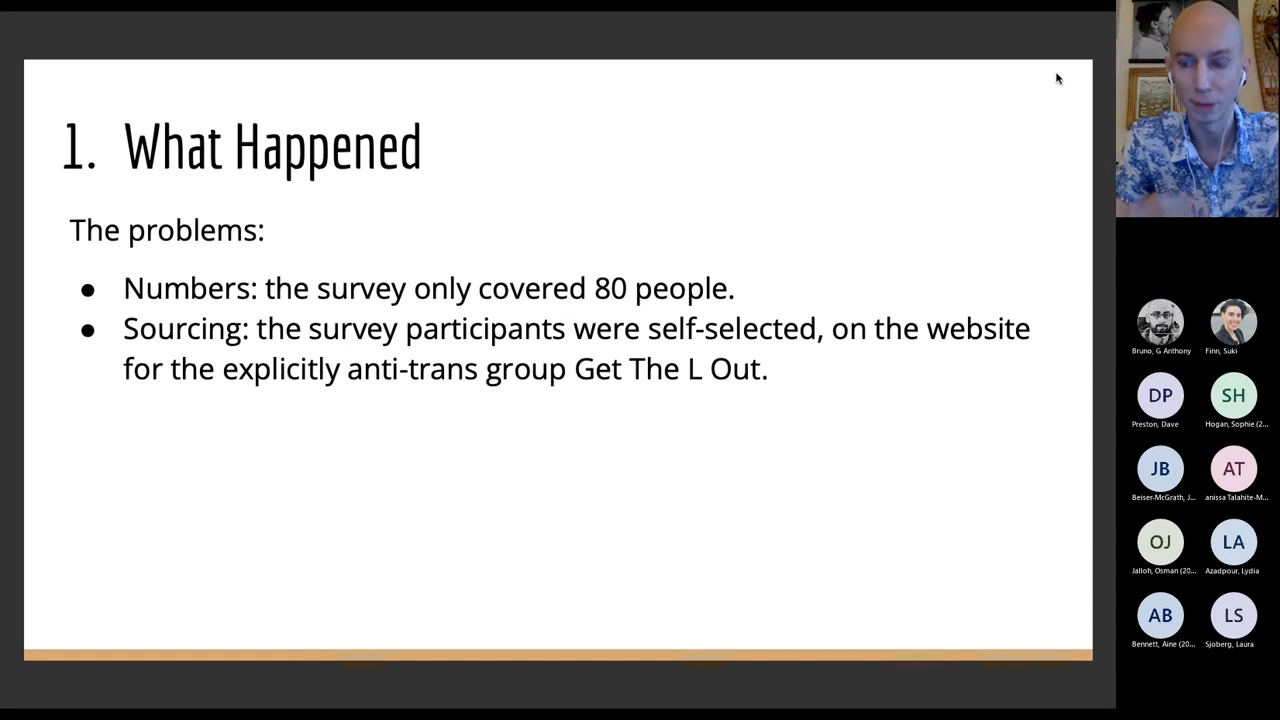 1. What Happened
The problems:
● Numbers: the survey only covered 80 people.
● Sourcing: the survey participants were self-selected, on the website
for the explicitly anti-trans group Get The L Out.
Bruno, G Anthony
Finn, Suki
DP
SH
Preston, Dave
Hogan, Sophie (2...
JB
AT
Beiser-McGrath, J...
anissa Talahite-M...
OJ
LA
Jalloh, Osman (20...
Azadpour, Lydia
AB
LS
Bennett, Aine (20...
Sjoberg, Laura